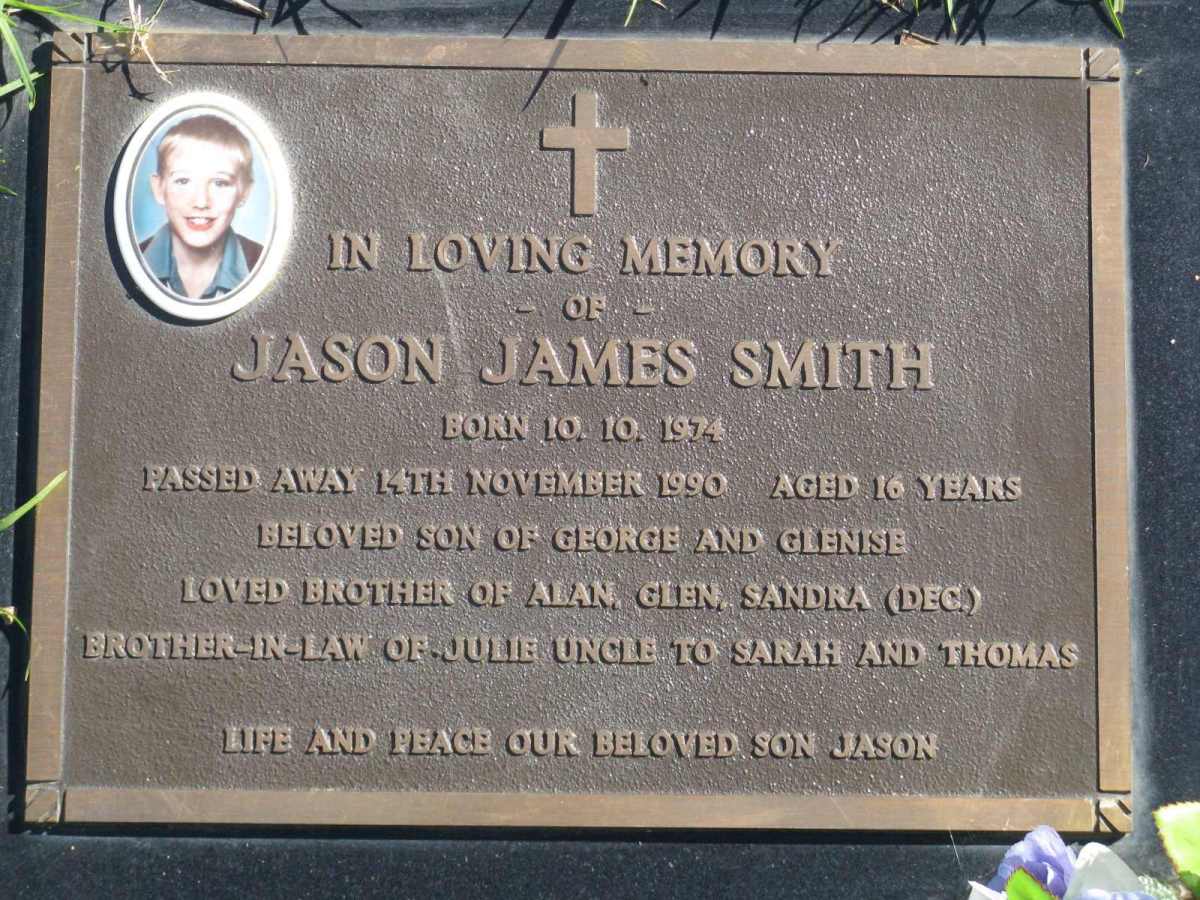 IN LOVING MEMORY
- OF -
JASON JAMES SMITH
BORN 10. 10. 1974
PASSED AWAY 14TH NOVEMBER 1990 AGED 16 YEARS
BELOVED SON OF GEORGE AND GLENISE
LOVED BROTHER OF ALAN, GLEN, SANDRA (DEC.)
BROTHER-IN-LAW OF JULIE UNCLE TO SARAH AND THOMAS
LIFE AND PEACE OUR BELOVED SON JASON